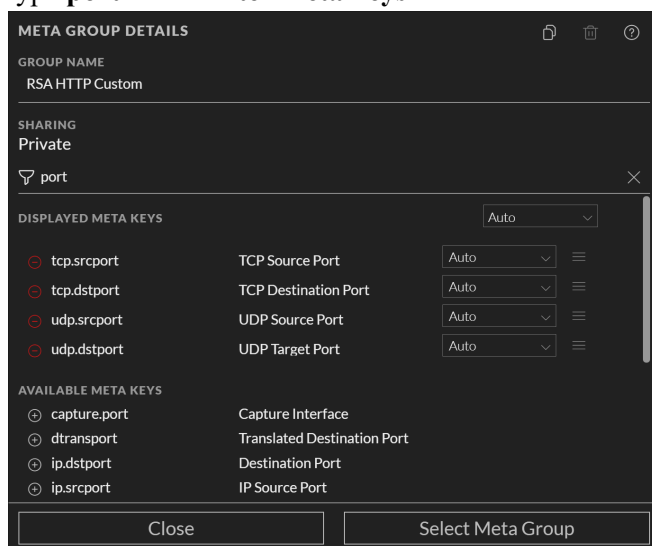 META GROUP DETAILS
GROUP NAME
RSA HTTP Custom
SHARING
Private
port
DISPLAYED META KEYS Auto
tcp.srcport TCP Source Port Auto
tcp.dstport TCP Destination Port Auto
udp.srcport UDP Source Port Auto
udp.dstport UDP Target Port Auto
AVAILABLE META KEYS
capture.port Capture Interface
dtransport Translated Destination Port
ip.dstport Destination Port
ip.srcport IP Source Port
Close Select Meta Group